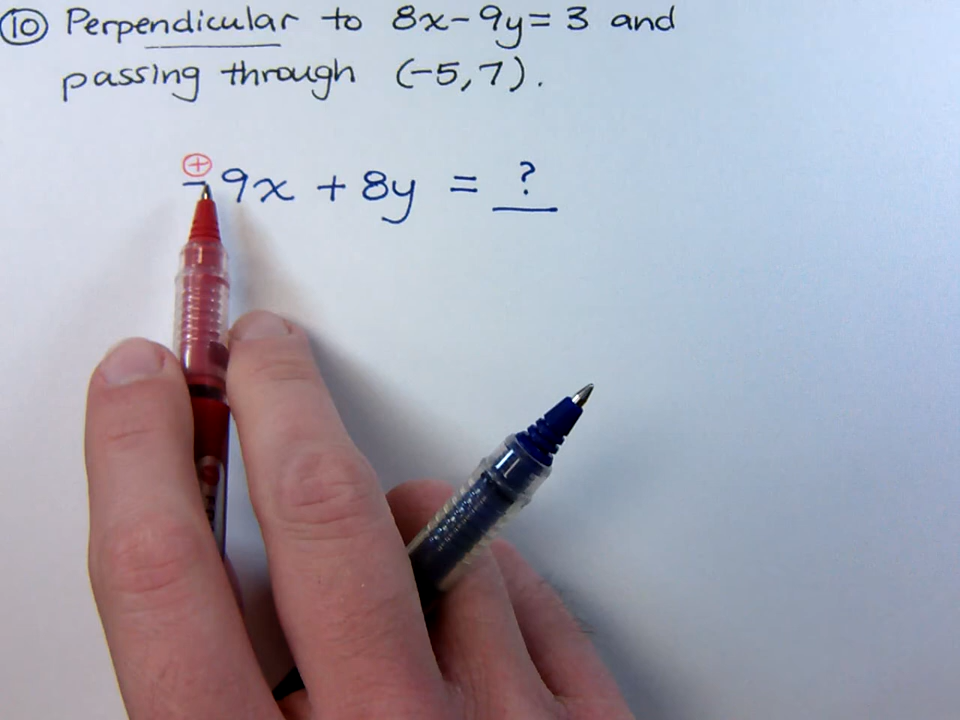 ⑩ Perpendicular to 8x-9y=3 and
passing through (-5,7).
⊕
-9x + 8y = ?